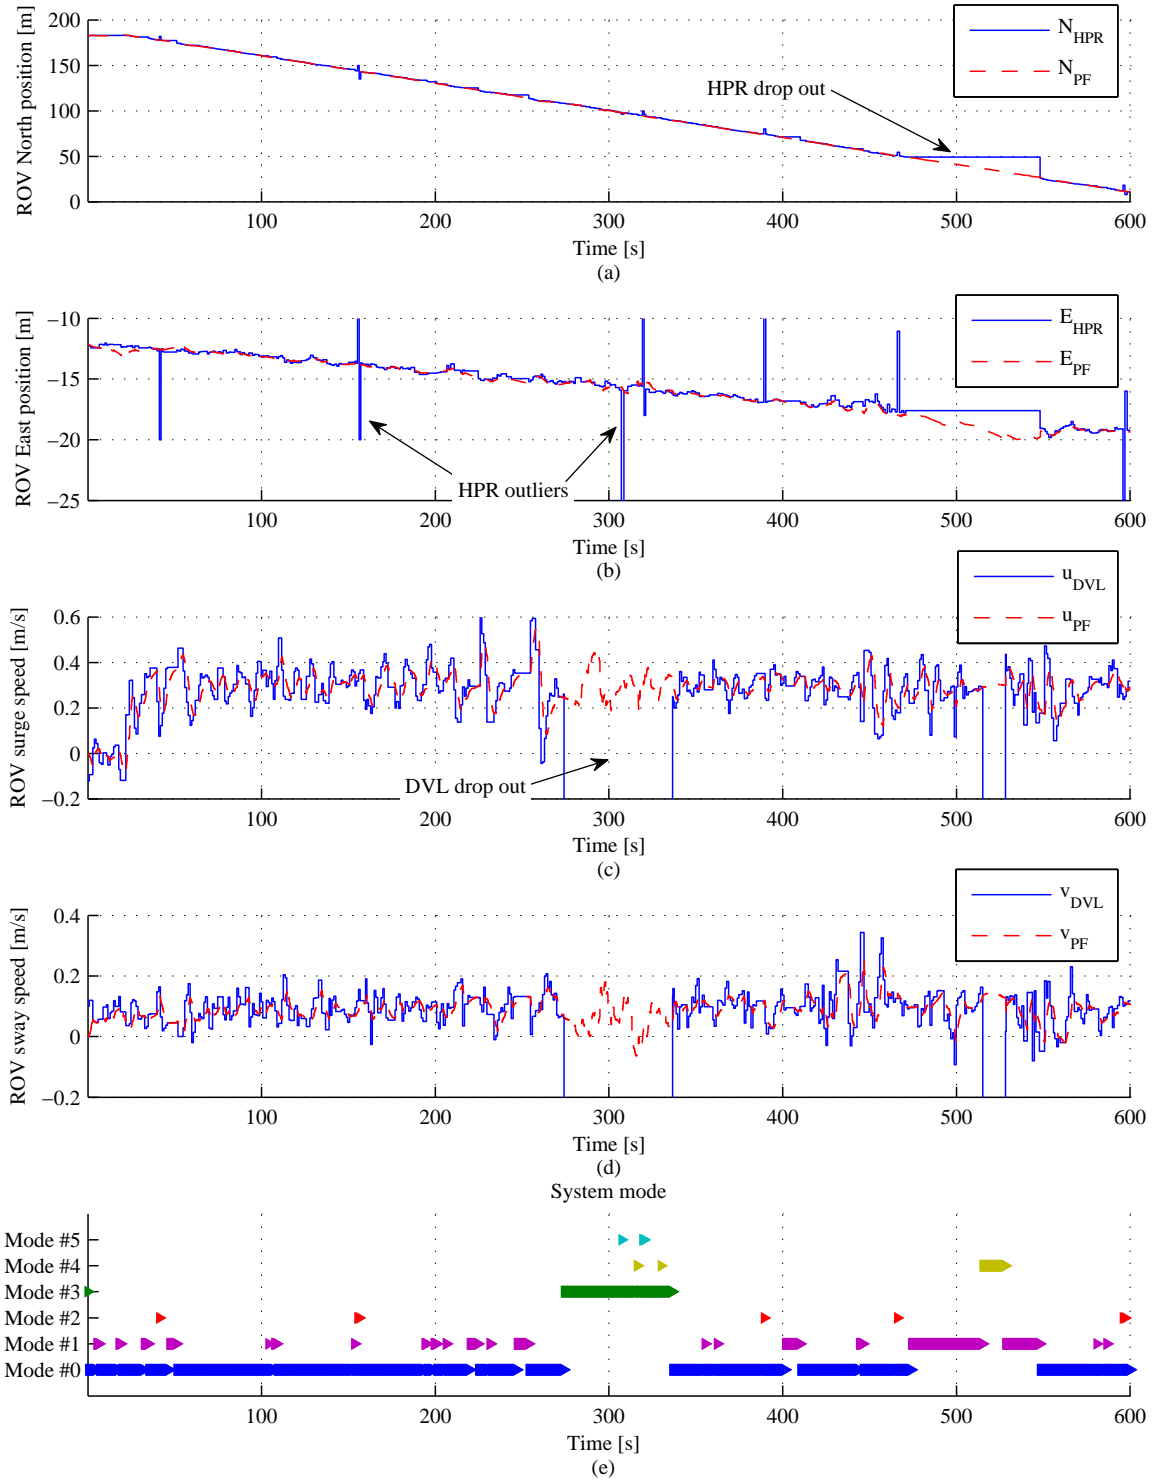 ROV North position [m]
200
150
100
50
0
N_HPR
N_PF
HPR drop out
100 200 300 400 500 600
Time [s]
(a)
ROV East position [m]
−10
−15
−20
−25
E_HPR
E_PF
HPR outliers
100 200 300 400 500 600
Time [s]
(b)
ROV surge speed [m/s]
0.6
0.4
0.2
0
−0.2
u_DVL
u_PF
DVL drop out
100 200 300 400 500 600
Time [s]
(c)
ROV sway speed [m/s]
0.4
0.2
0
−0.2
v_DVL
v_PF
100 200 300 400 500 600
Time [s]
(d)
System mode
Mode #5
Mode #4
Mode #3
Mode #2
Mode #1
Mode #0
100 200 300 400 500 600
Time [s]
(e)